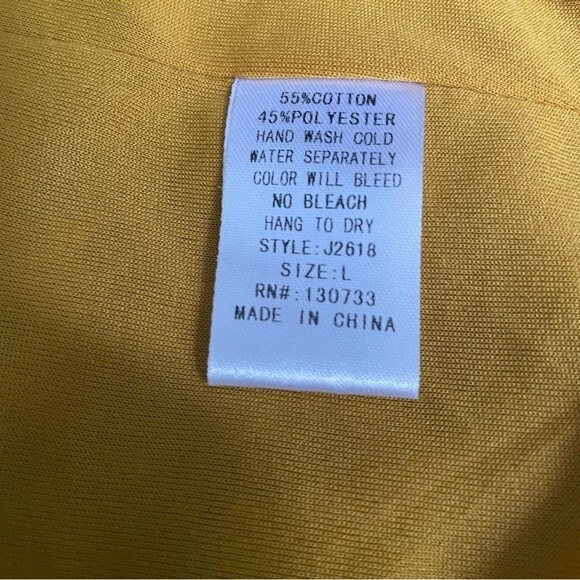 55%COTTON
45%POLYESTER
HAND WASH COLD
WATER SEPARATELY
COLOR WILL BLEED
NO BLEACH
HANG TO DRY
STYLE:J2618
SIZE:L
RN#:130733
MADE IN CHINA